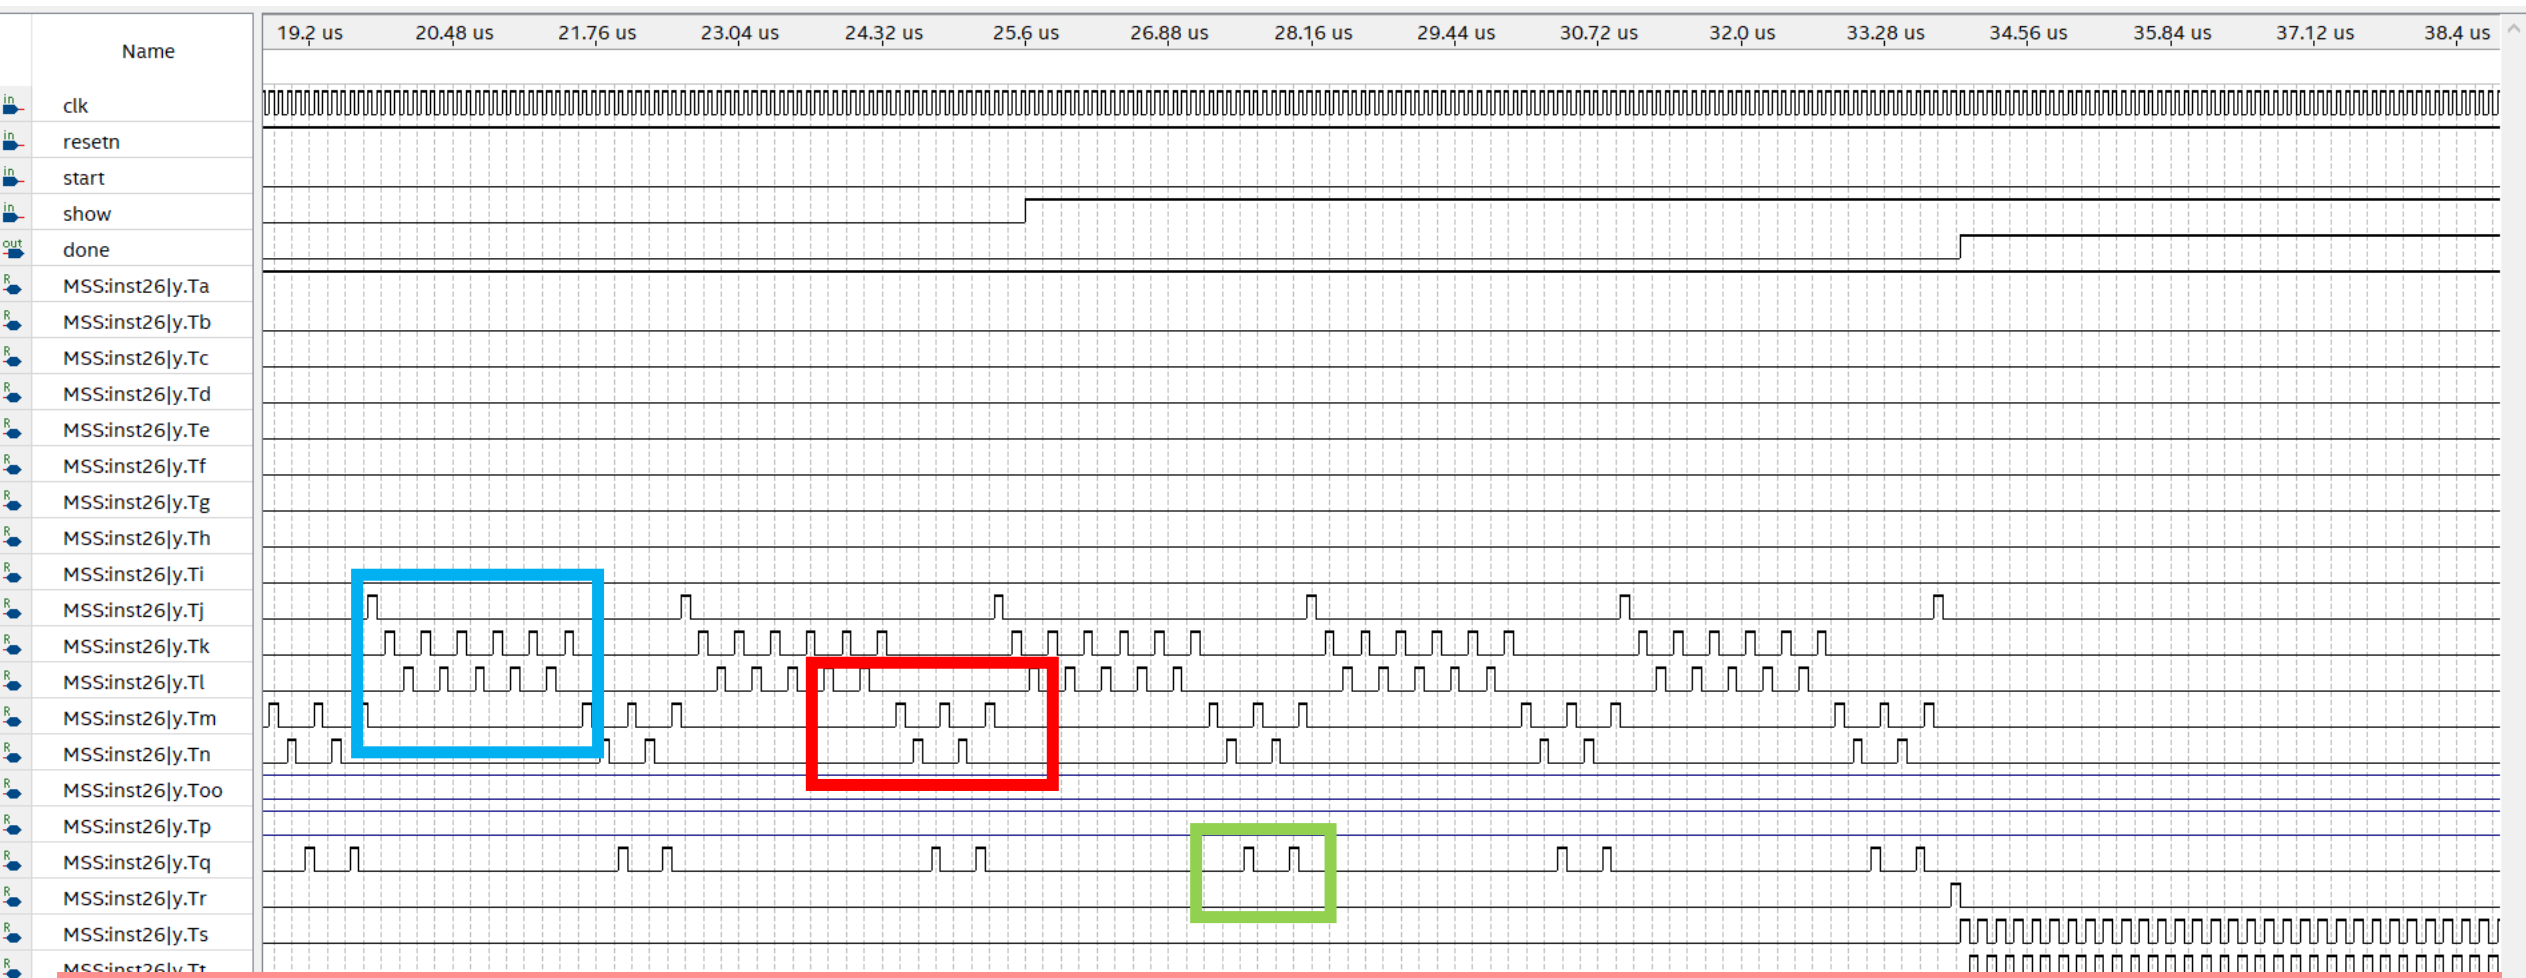 19.2 us 20.48 us 21.76 us 23.04 us 24.32 us 25.6 us 26.88 us 28.16 us 29.44 us 30.72 us 32.0 us 33.28 us 34.56 us 35.84 us 37.12 us 38.4 us
Name
in clk
in resetn
in start
in show
out done
R MSS:inst26|y.Ta
R MSS:inst26|y.Tb
R MSS:inst26|y.Tc
R MSS:inst26|y.Td
R MSS:inst26|y.Te
R MSS:inst26|y.Tf
R MSS:inst26|y.Tg
R MSS:inst26|y.Th
R MSS:inst26|y.Ti
R MSS:inst26|y.Tj
R MSS:inst26|y.Tk
R MSS:inst26|y.Tl
R MSS:inst26|y.Tm
R MSS:inst26|y.Tn
R MSS:inst26|y.Too
R MSS:inst26|y.Tp
R MSS:inst26|y.Tq
R MSS:inst26|y.Tr
R MSS:inst26|y.Ts
R MSS:inst26|y.Tt